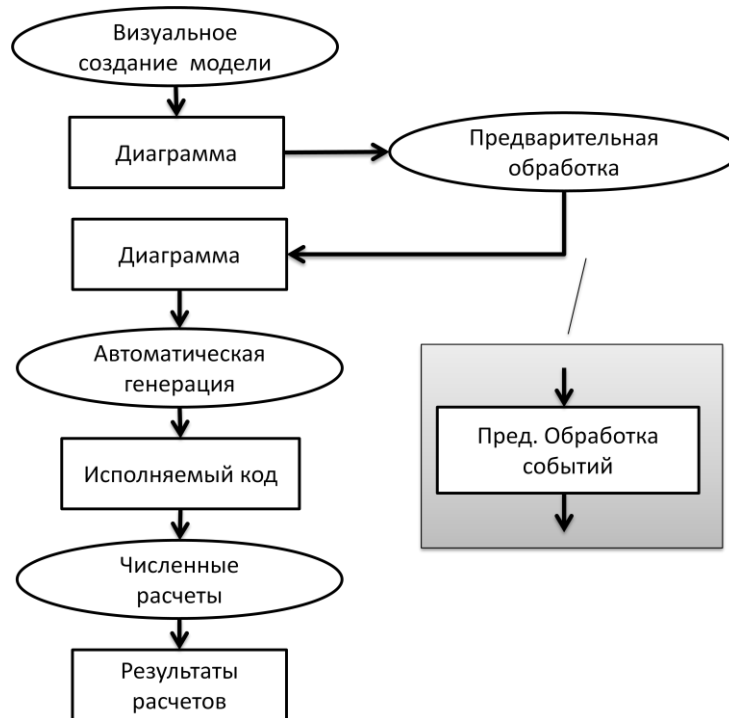 Визуальное
создание модели
Диаграмма
Предварительная
обработка
Диаграмма
Автоматическая
генерация
Пред. Обработка
событий
Исполняемый код
Численные
расчеты
Результаты
расчетов